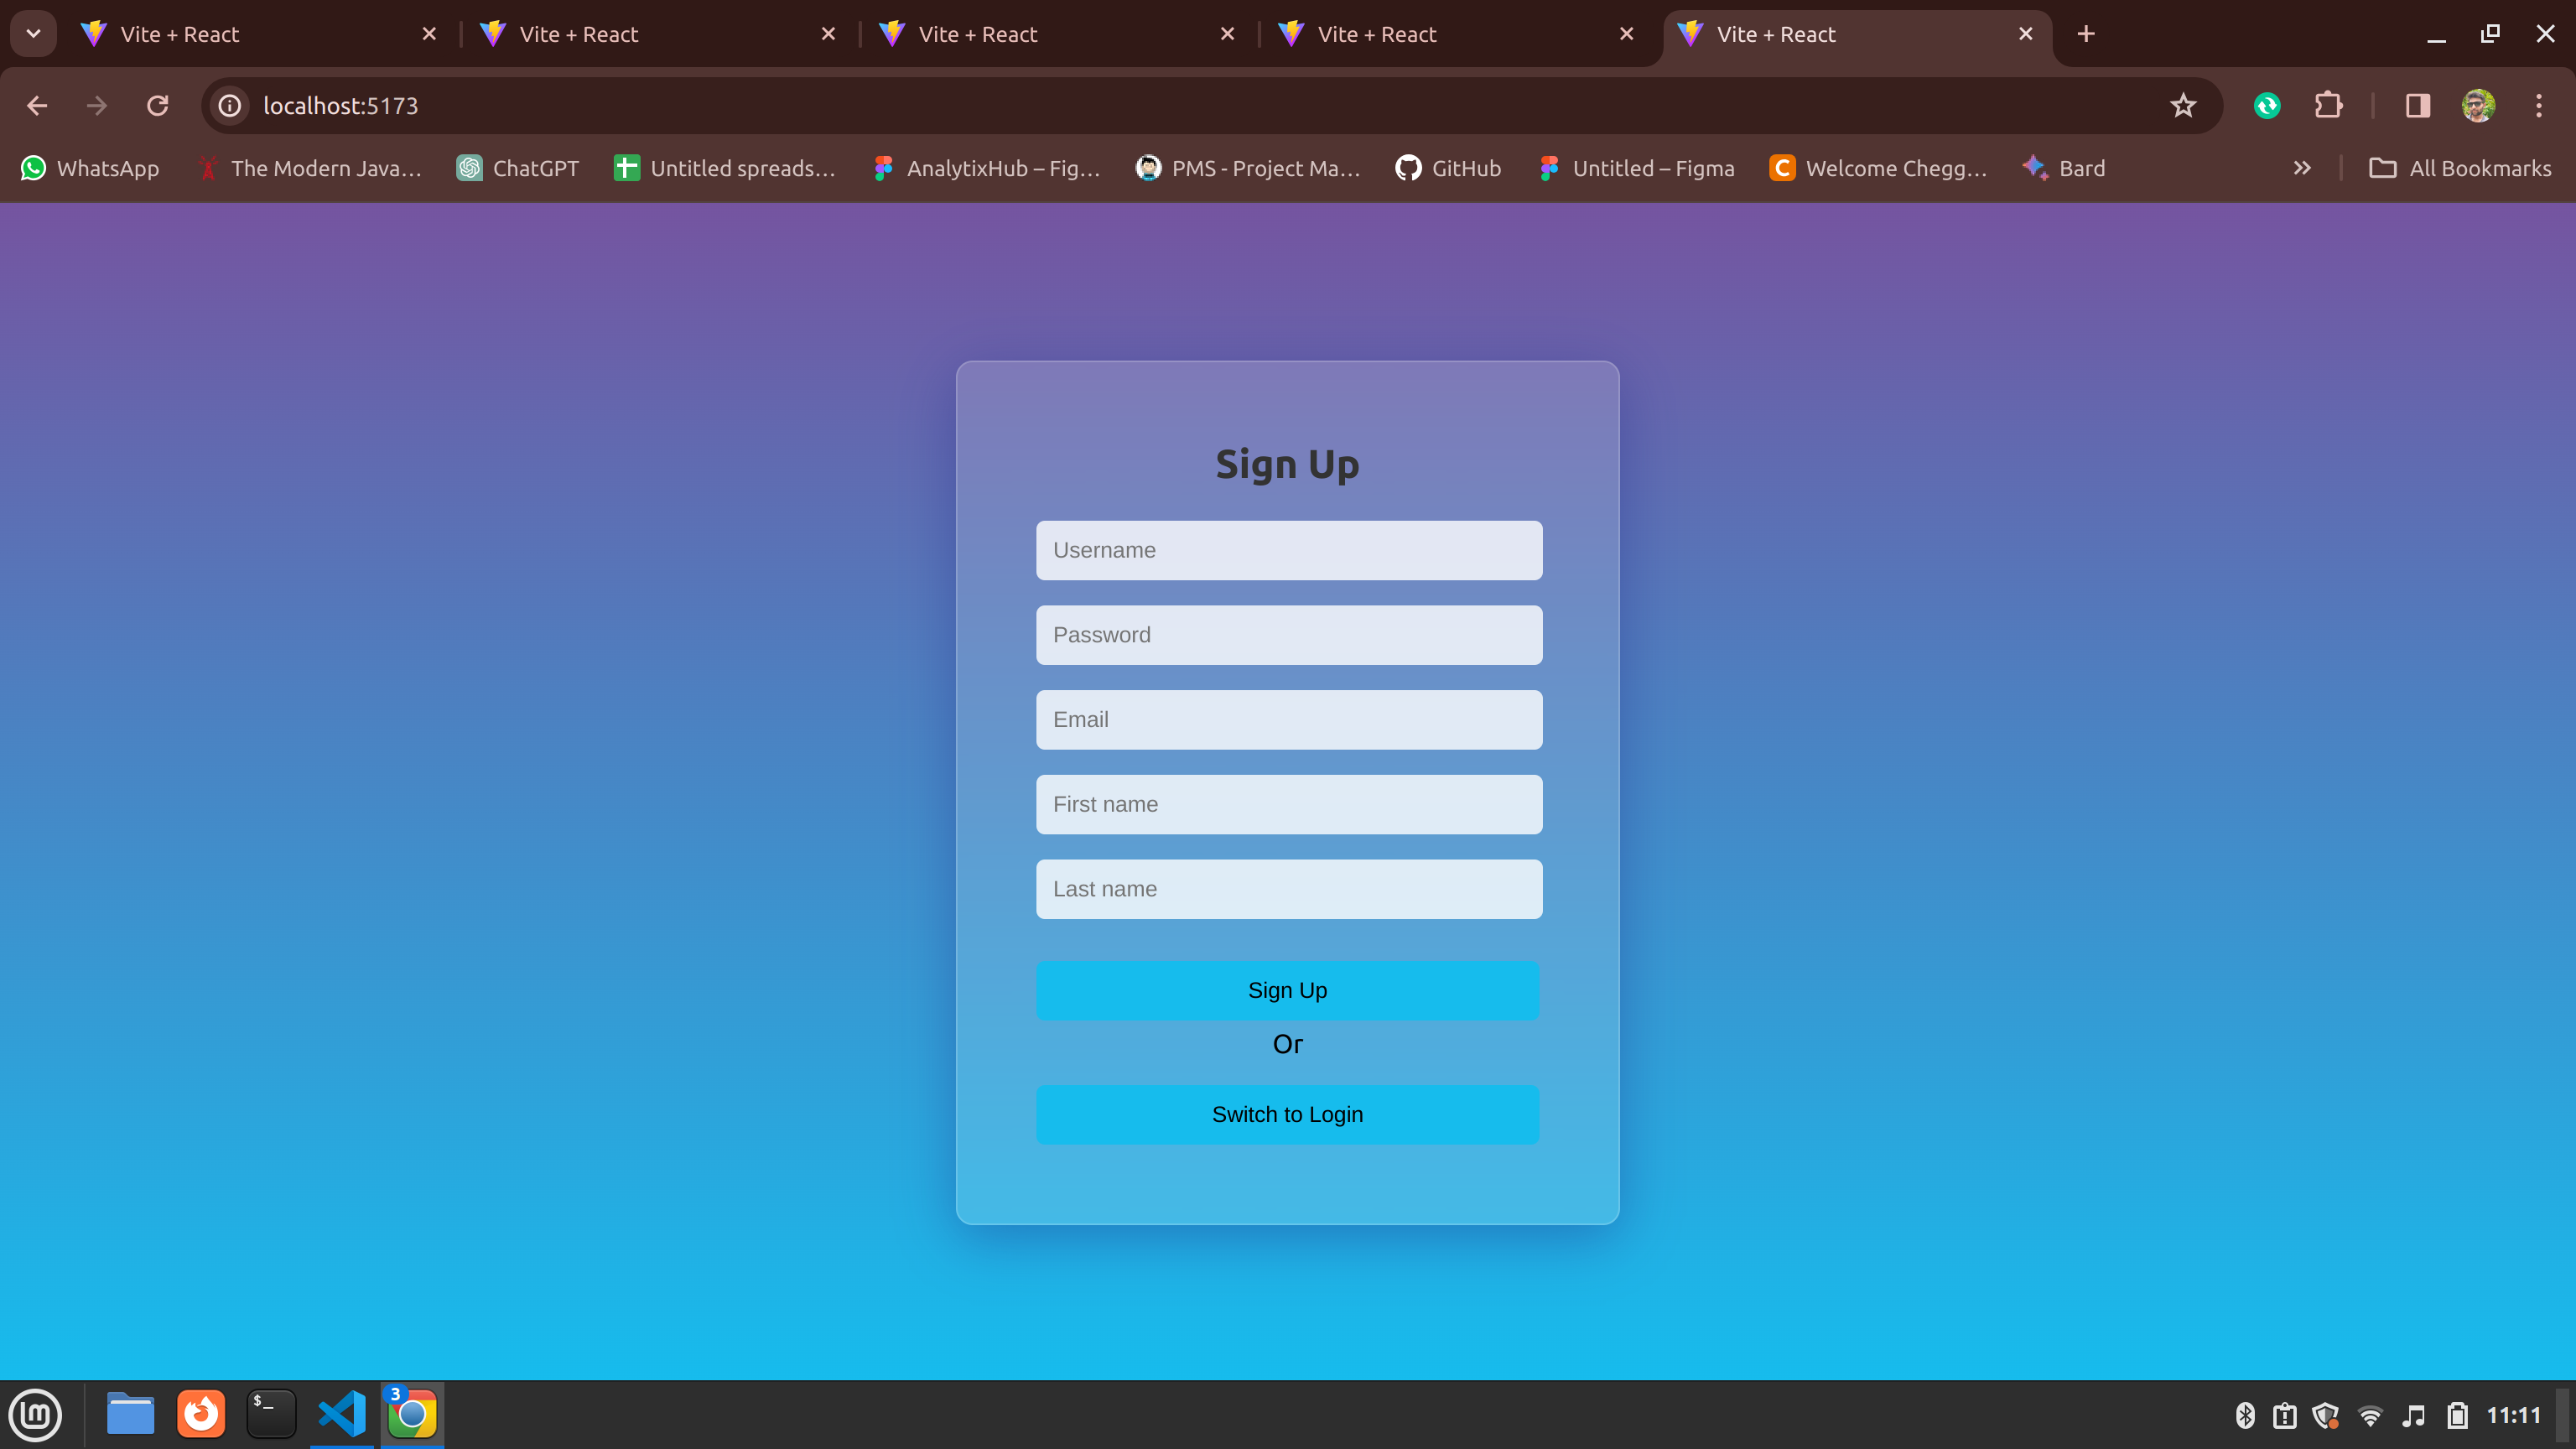 Vite + React Vite + React Vite + React Vite + React Vite + React
localhost:5173
WhatsApp The Modern Java… ChatGPT Untitled spreads… AnalytixHub – Fig… PMS - Project Ma… GitHub Untitled – Figma C Welcome Chegg… Bard » All Bookmarks
Sign Up
Username
Password
Email
First name
Last name
Sign Up
Or
Switch to Login
$_ 3 11:11